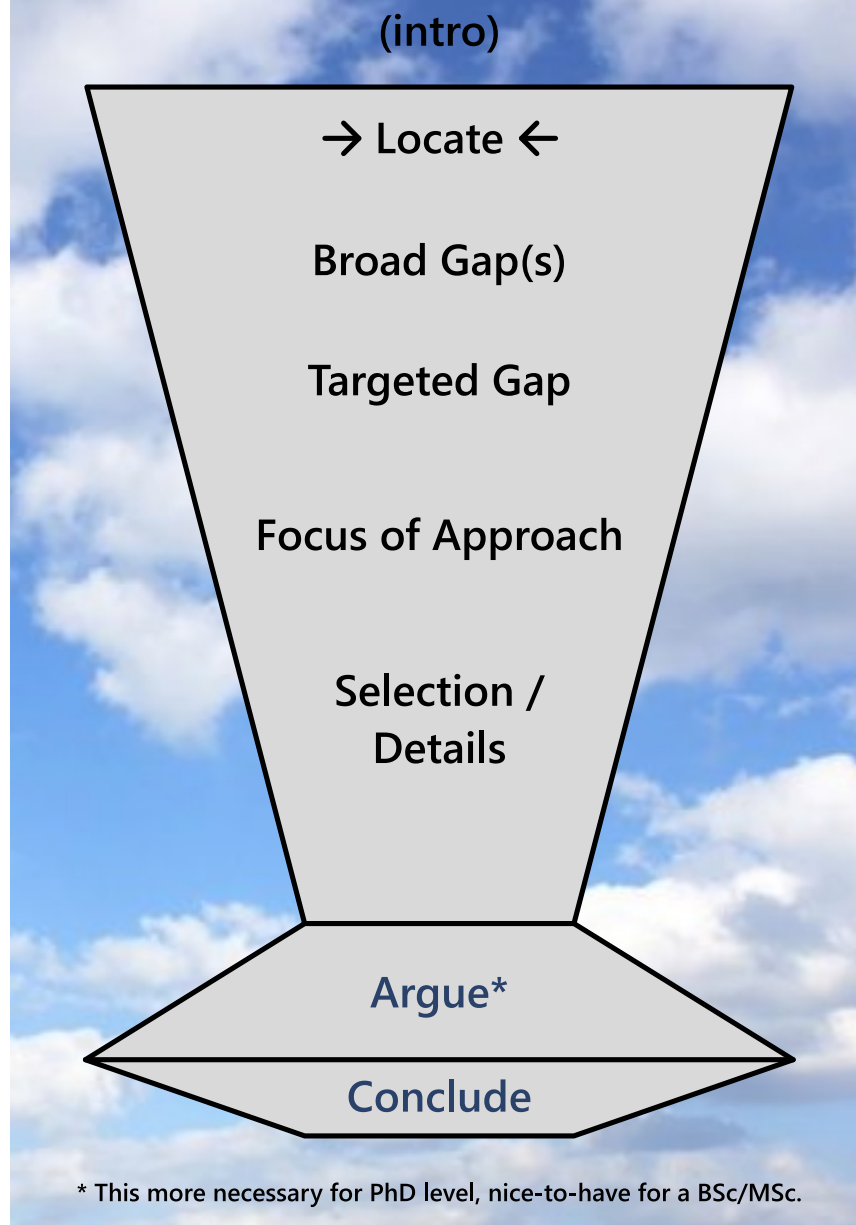 (intro)
→ Locate ←
Broad Gap(s)
Targeted Gap
Focus of Approach
Selection /
Details
Argue*
Conclude
* This more necessary for PhD level, nice-to-have for a BSc/MSc.